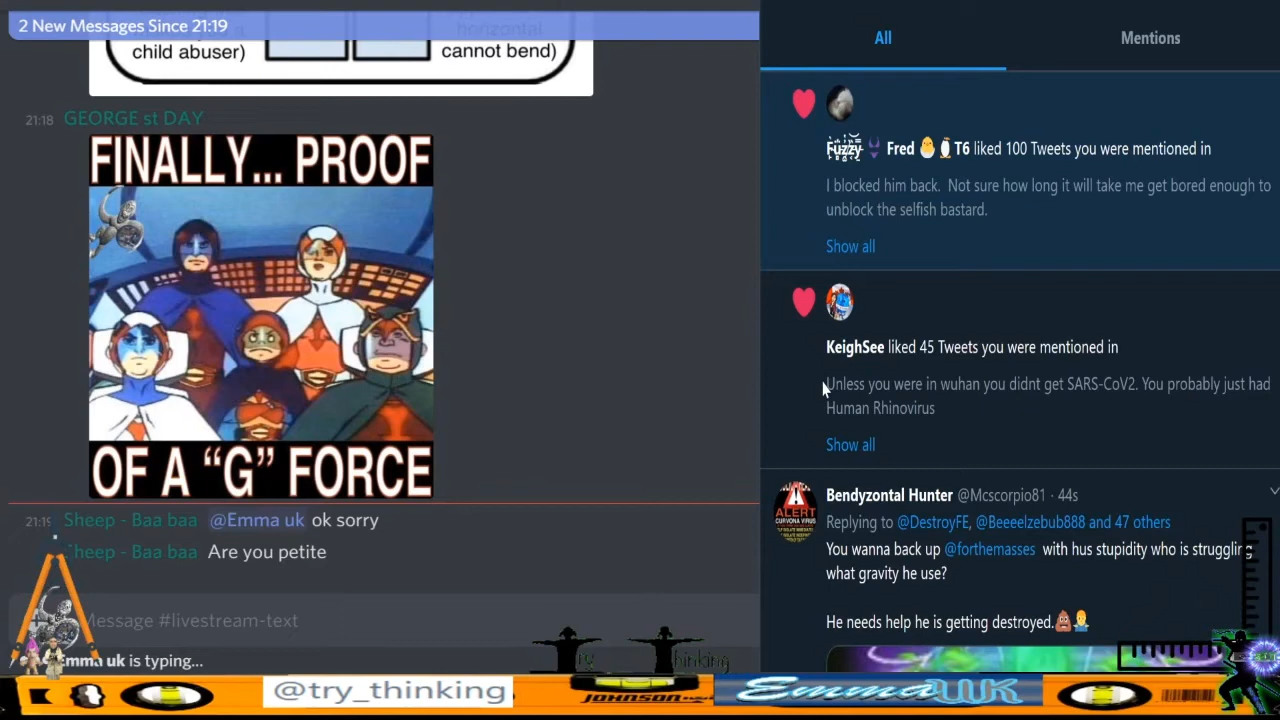 2 New Messages Since 21:19
child abuser)
horizontal
cannot bend)
21:18 GEORGE st DAY
FINALLY... PROOF
OF A “G” FORCE
21:19 Sheep - Baa baa @Emma uk ok sorry
Sheep - Baa baa Are you petite
Message #livestream-text
Emma uk is typing...
All
Mentions
Fuzzy Fred T6 liked 100 Tweets you were mentioned in
I blocked him back. Not sure how long it will take me get bored enough to
unblock the selfish bastard.
Show all
KeighSee liked 45 Tweets you were mentioned in
Unless you were in wuhan you didnt get SARS-CoV2. You probably just had
Human Rhinovirus
Show all
ALERT
Bendyzontal Hunter @Mcscorpio81 · 44s
Replying to @DestroyFE, @Beeeelzebub888 and 47 others
You wanna back up @forthemasses with hus stupidity who is struggling
what gravity he use?
He needs help he is getting destroyed.💩🤷‍♂️
@try_thinking
JOHNSON
EmmaUK